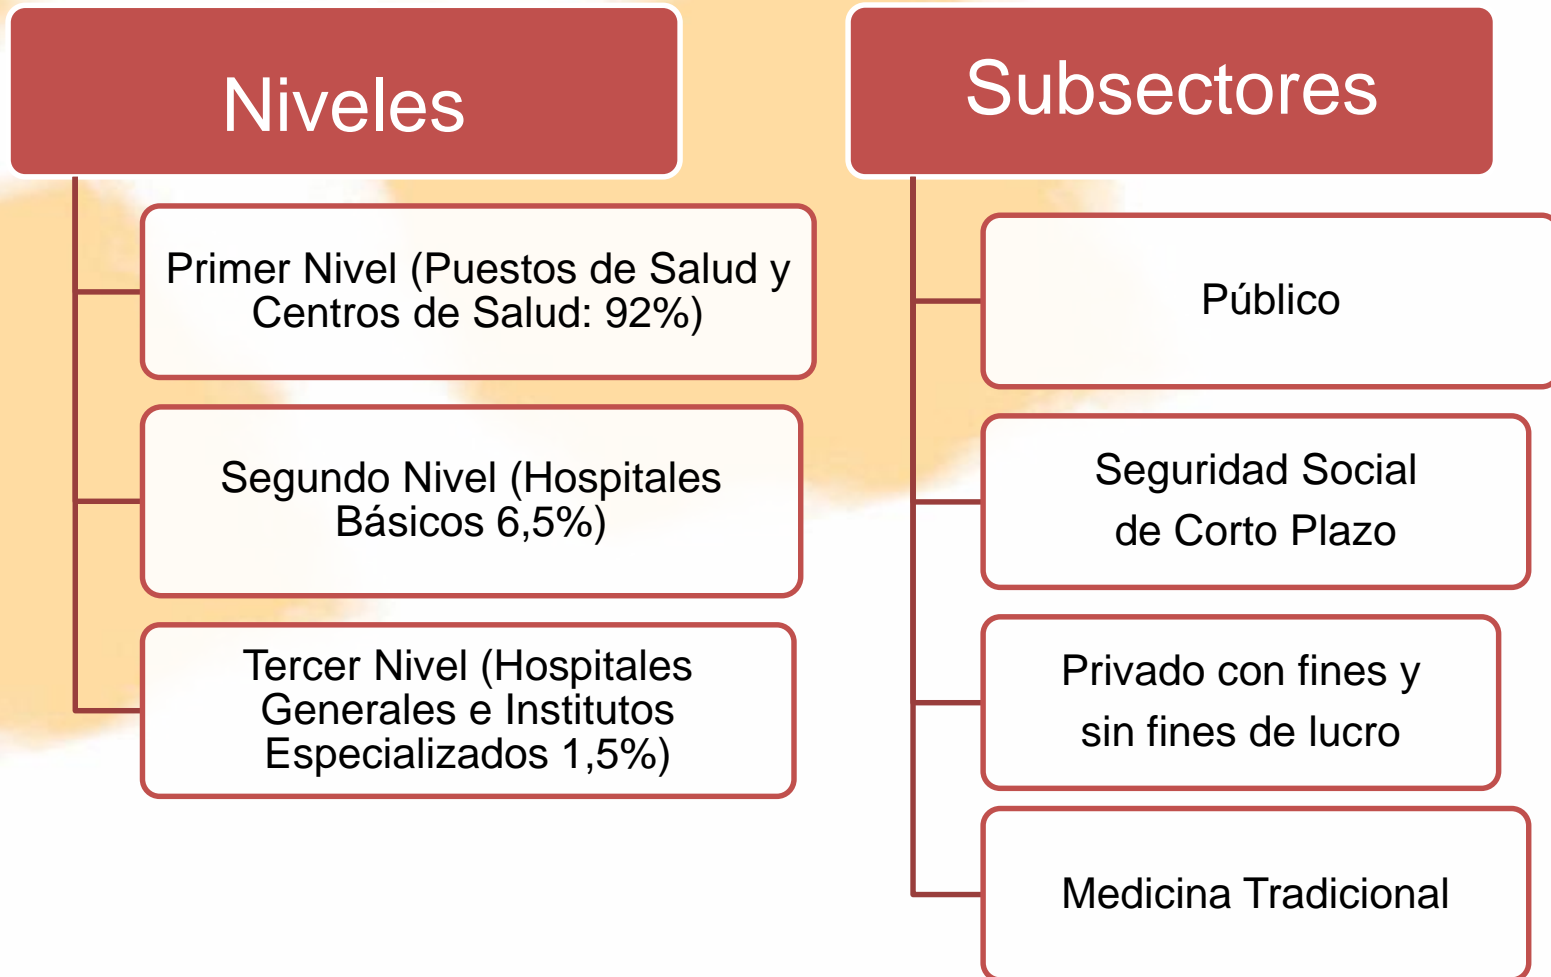 Niveles
Primer Nivel (Puestos de Salud y
Centros de Salud: 92%)
Segundo Nivel (Hospitales
Básicos 6,5%)
Tercer Nivel (Hospitales
Generales e Institutos
Especializados 1,5%)
Subsectores
Público
Seguridad Social
de Corto Plazo
Privado con fines y
sin fines de lucro
Medicina Tradicional